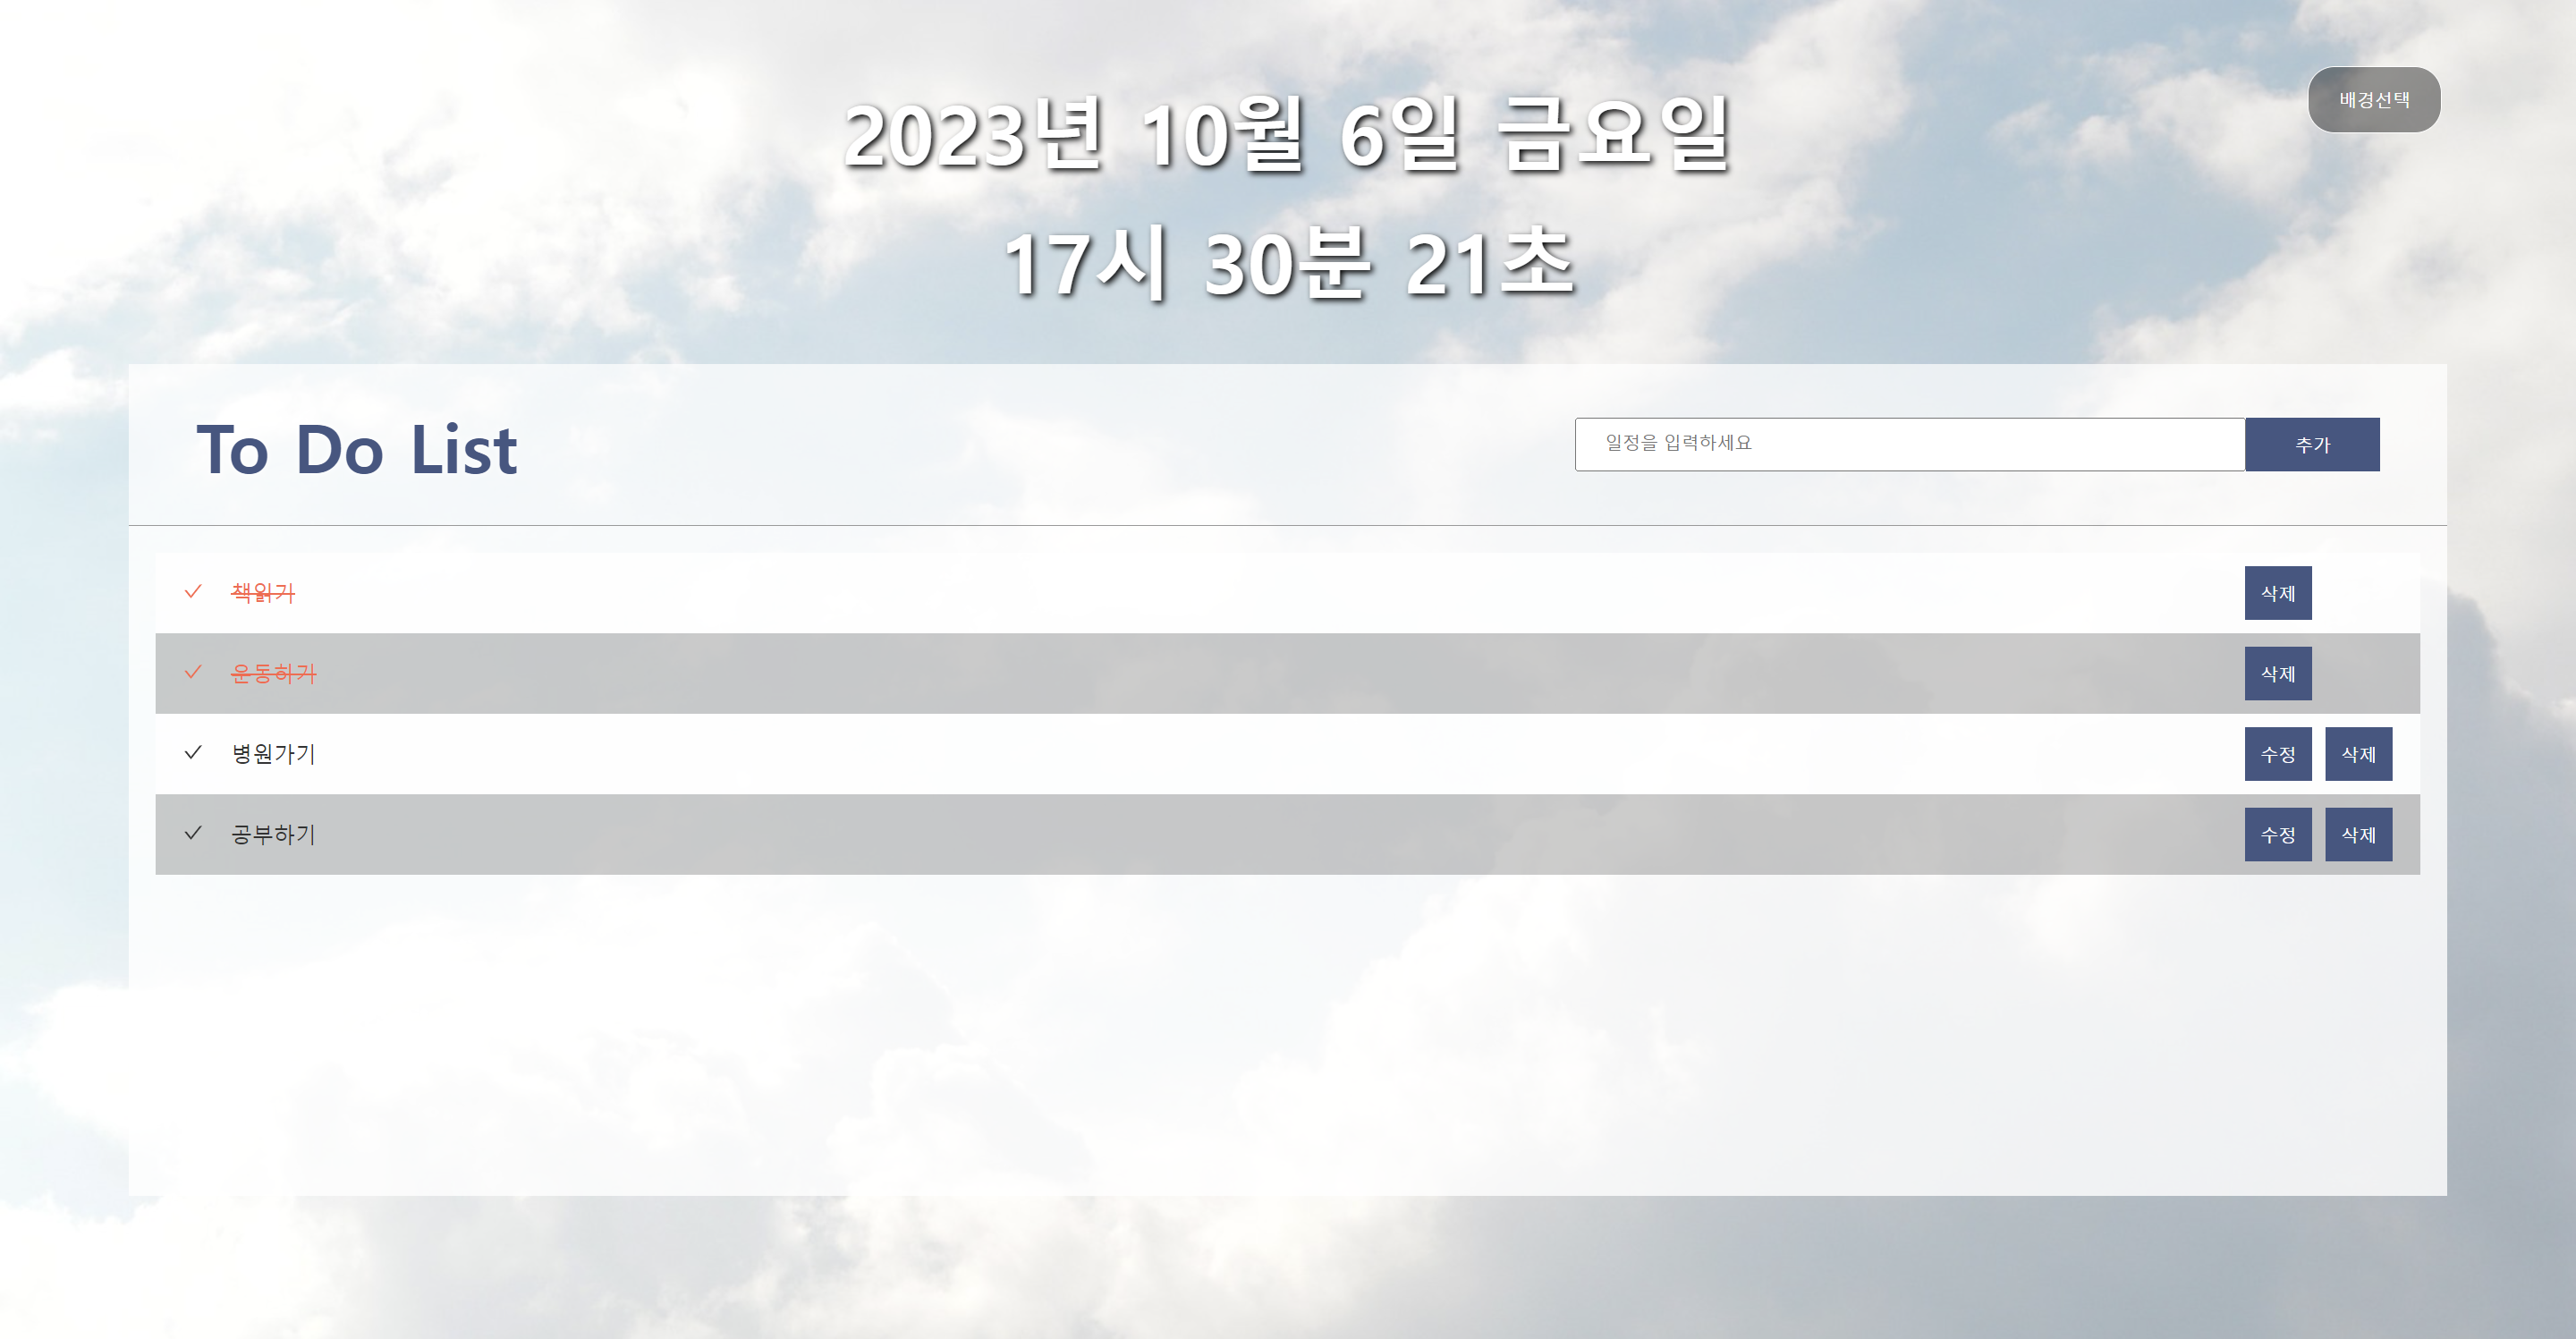 2023년 10월 6일 금요일
배경선택
17시 30분 21초
To Do List
일정을 입력하세요
추가
책읽기
삭제
운동하기
삭제
병원가기
수정
삭제
공부하기
수정
삭제